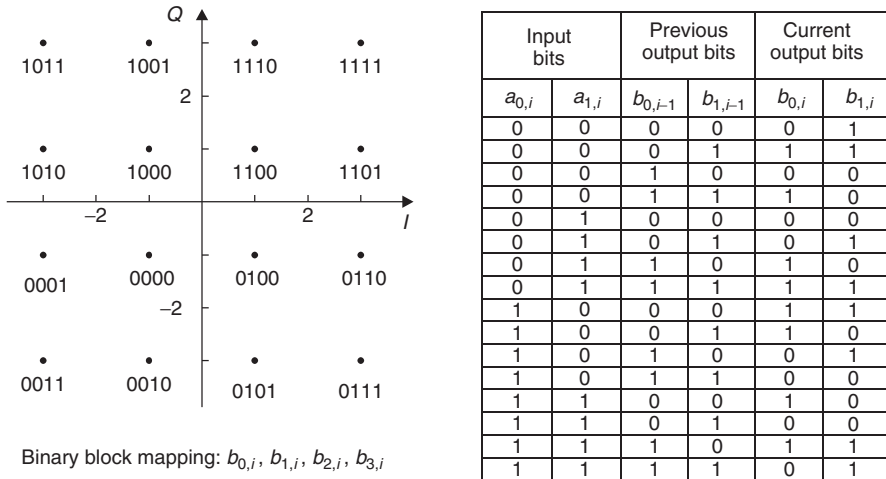 Q
1011 1001 1110 1111
2
1010 1000 1100 1101
−2 2 I
0001 0000 0100 0110
−2
0011 0010 0101 0111
Binary block mapping: b0,i, b1,i, b2,i, b3,i
Input bits Previous output bits Current output bits
a0,i a1,i b0,i−1 b1,i−1 b0,i b1,i
0 0 0 0 0 1
0 0 0 1 1 1
0 0 1 0 0 0
0 0 1 1 1 0
0 1 0 0 0 0
0 1 0 1 0 1
0 1 1 0 1 0
0 1 1 1 1 1
1 0 0 0 1 1
1 0 0 1 1 0
1 0 1 0 0 1
1 0 1 1 0 0
1 1 0 0 1 0
1 1 0 1 0 0
1 1 1 0 1 1
1 1 1 1 0 1